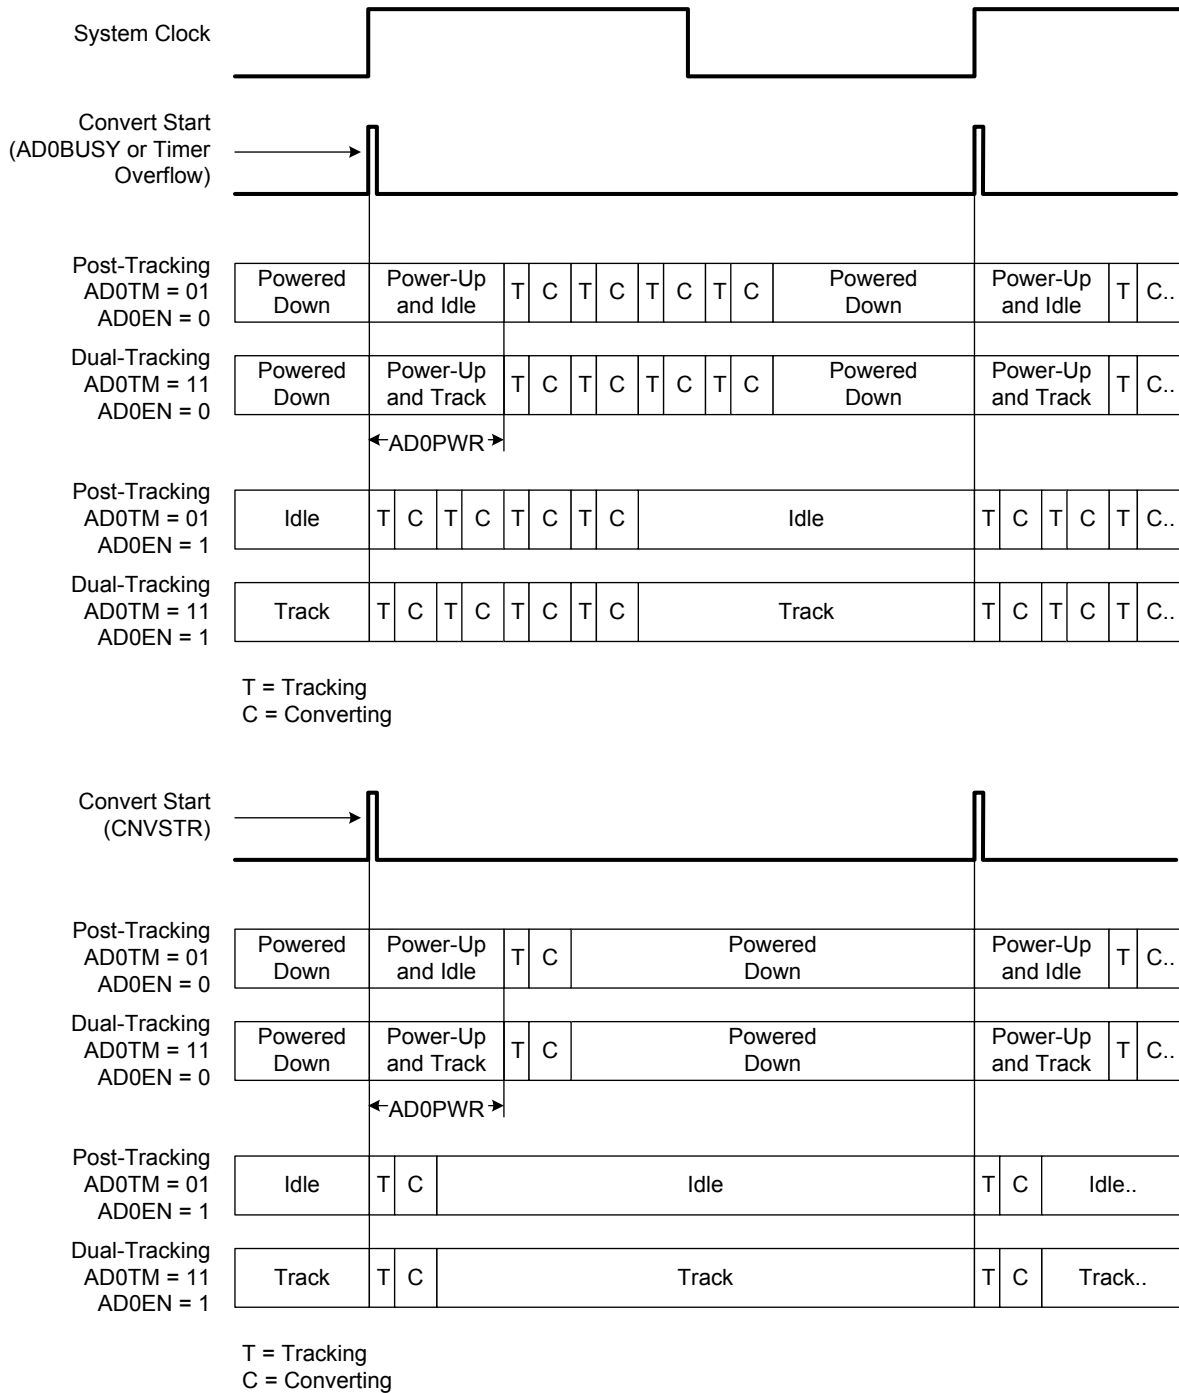 System Clock
Convert Start
(AD0BUSY or Timer
Overflow)
Post-Tracking
AD0TM = 01
AD0EN = 0
Powered
Down
Power-Up
and Idle
T C T C T C T C
Powered
Down
Power-Up
and Idle
T C..
Dual-Tracking
AD0TM = 11
AD0EN = 0
Powered
Down
Power-Up
and Track
T C T C T C T C
Powered
Down
Power-Up
and Track
T C..
AD0PWR
Post-Tracking
AD0TM = 01
AD0EN = 1
Idle T C T C T C T C Idle T C T C T C..
Dual-Tracking
AD0TM = 11
AD0EN = 1
Track T C T C T C T C Track T C T C T C..
T = Tracking
C = Converting
Convert Start
(CNVSTR)
Post-Tracking
AD0TM = 01
AD0EN = 0
Powered
Down
Power-Up
and Idle
T C
Powered
Down
Power-Up
and Idle
T C..
Dual-Tracking
AD0TM = 11
AD0EN = 0
Powered
Down
Power-Up
and Track
T C
Powered
Down
Power-Up
and Track
T C..
AD0PWR
Post-Tracking
AD0TM = 01
AD0EN = 1
Idle T C Idle T C Idle..
Dual-Tracking
AD0TM = 11
AD0EN = 1
Track T C Track T C Track..
T = Tracking
C = Converting